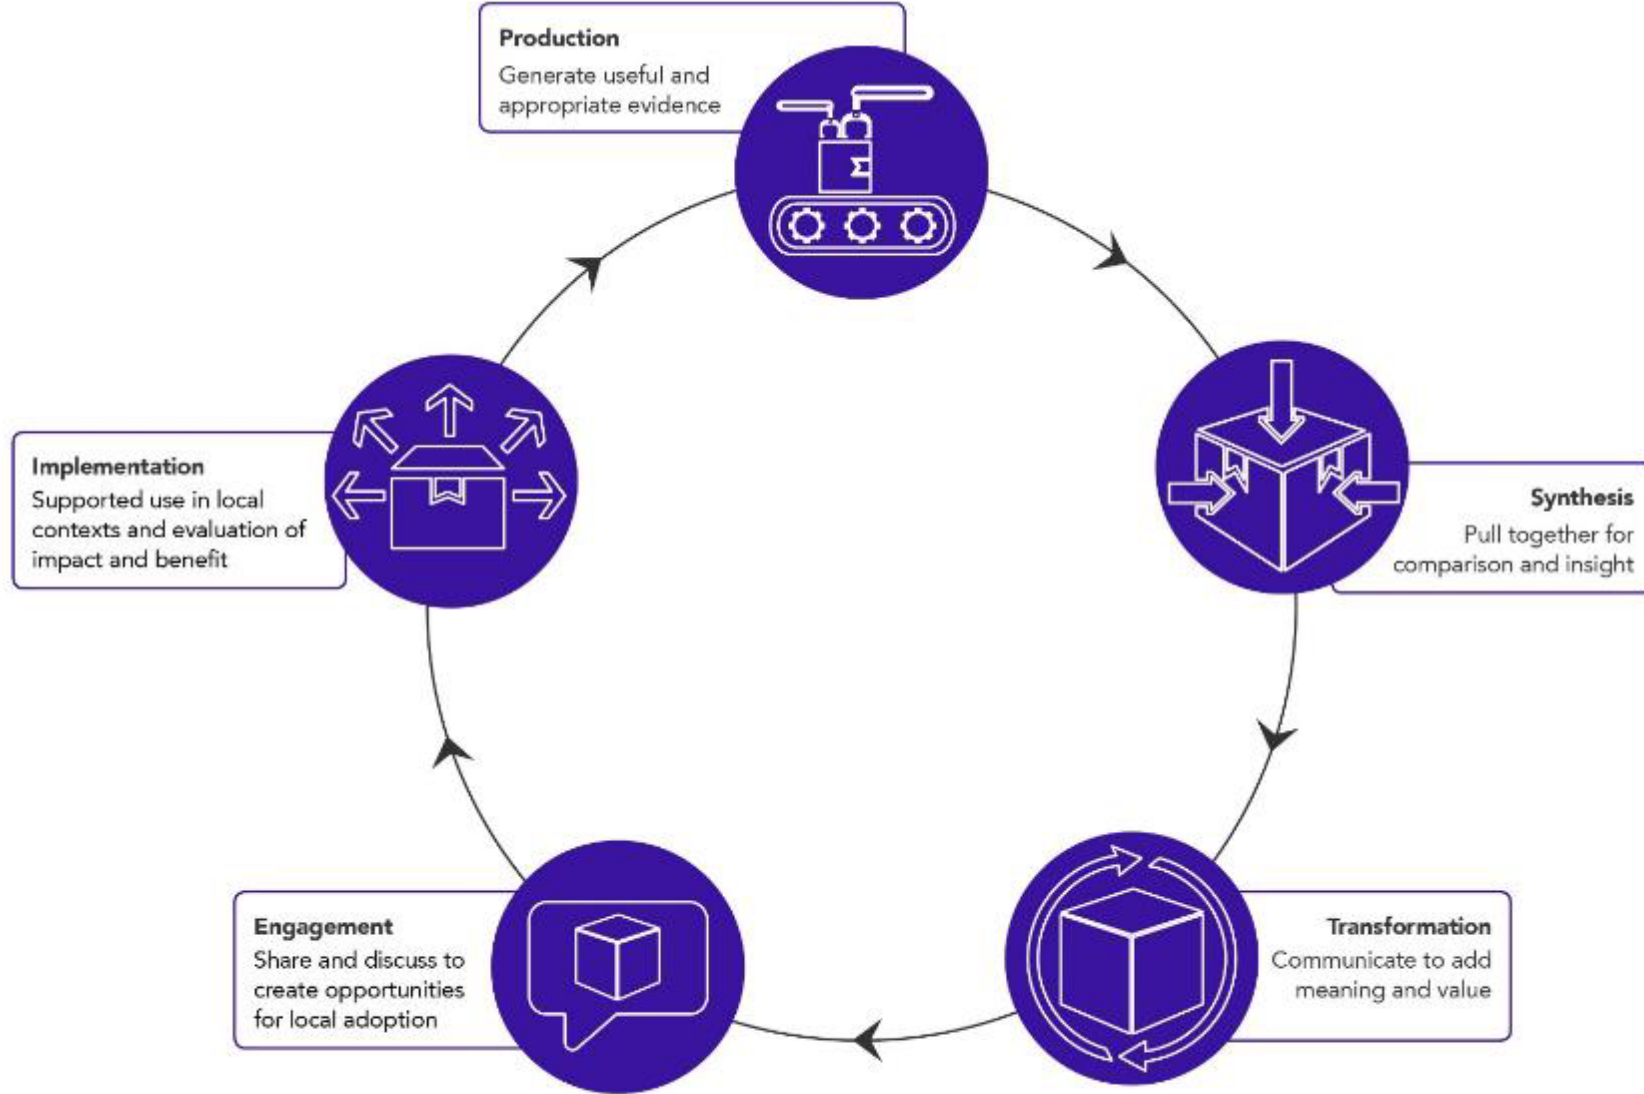 Production
Generate useful and
appropriate evidence
Synthesis
Pull together for
comparison and insight
Transformation
Communicate to add
meaning and value
Engagement
Share and discuss to
create opportunities
for local adoption
Implementation
Supported use in local
contexts and evaluation of
impact and benefit